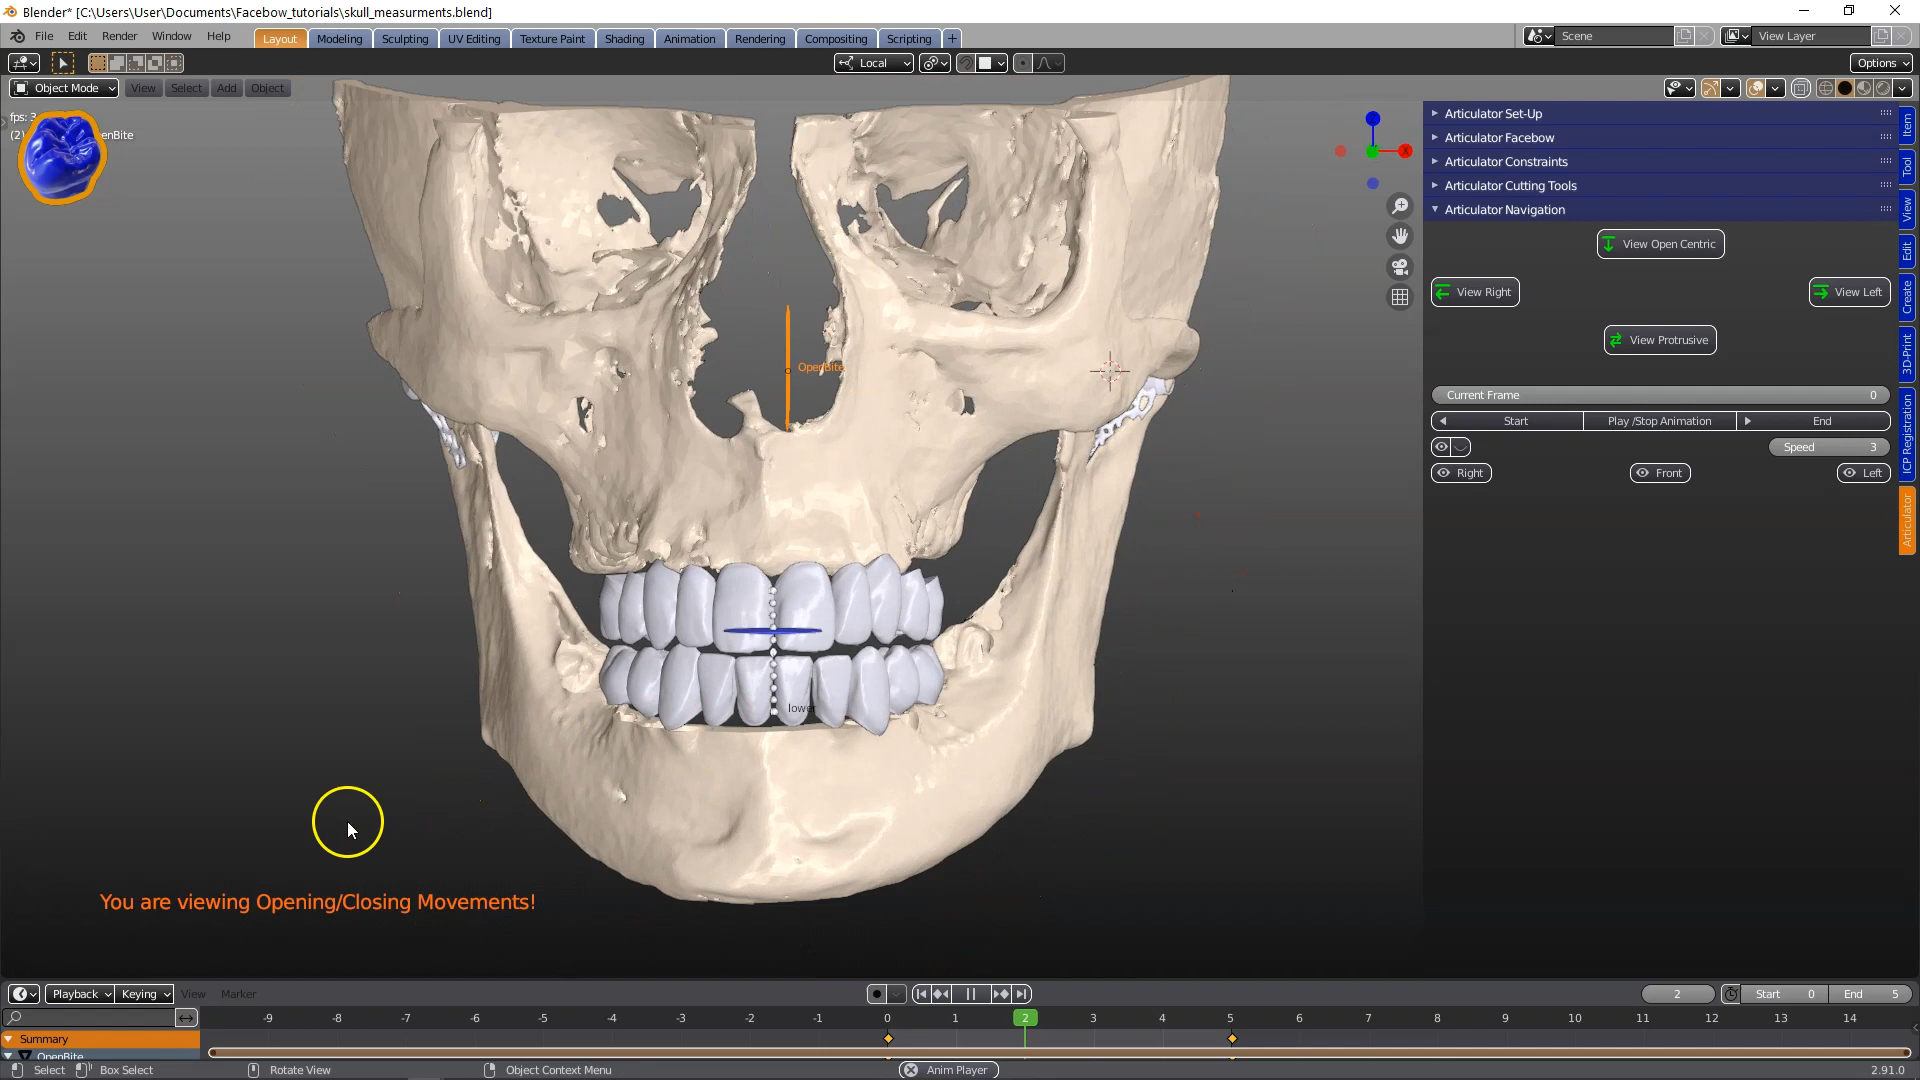 Blender* [C:\Users\User\Documents\Facebow_tutorials\skull_measurments.blend]
File Edit Render Window Help
Layout Modeling Sculpting UV Editing Texture Paint Shading Animation Rendering Compositing Scripting +
Scene
View Layer
Local
Options
Object Mode View Select Add Object
fps: 3
(2)
enBite
X
Articulator Set-Up
Articulator Facebow
Articulator Constraints
Articulator Cutting Tools
Articulator Navigation
View Open Centric
View Right
View Left
View Protrusive
Current Frame 0
Start Play /Stop Animation End
Speed 3
Right Front Left
Item
Tool
View
Edit
Create
3D-Print
ICP Registration
Articulator
OpenBite
lower
You are viewing Opening/Closing Movements!
Playback Keying View Marker
2 Start 0 End 5
-9 -8 -7 -6 -5 -4 -3 -2 -1 0 1 2 3 4 5 6 7 8 9 10 11 12 13 14
Summary
OpenBite
Select Box Select Rotate View Object Context Menu Anim Player 2.91.0